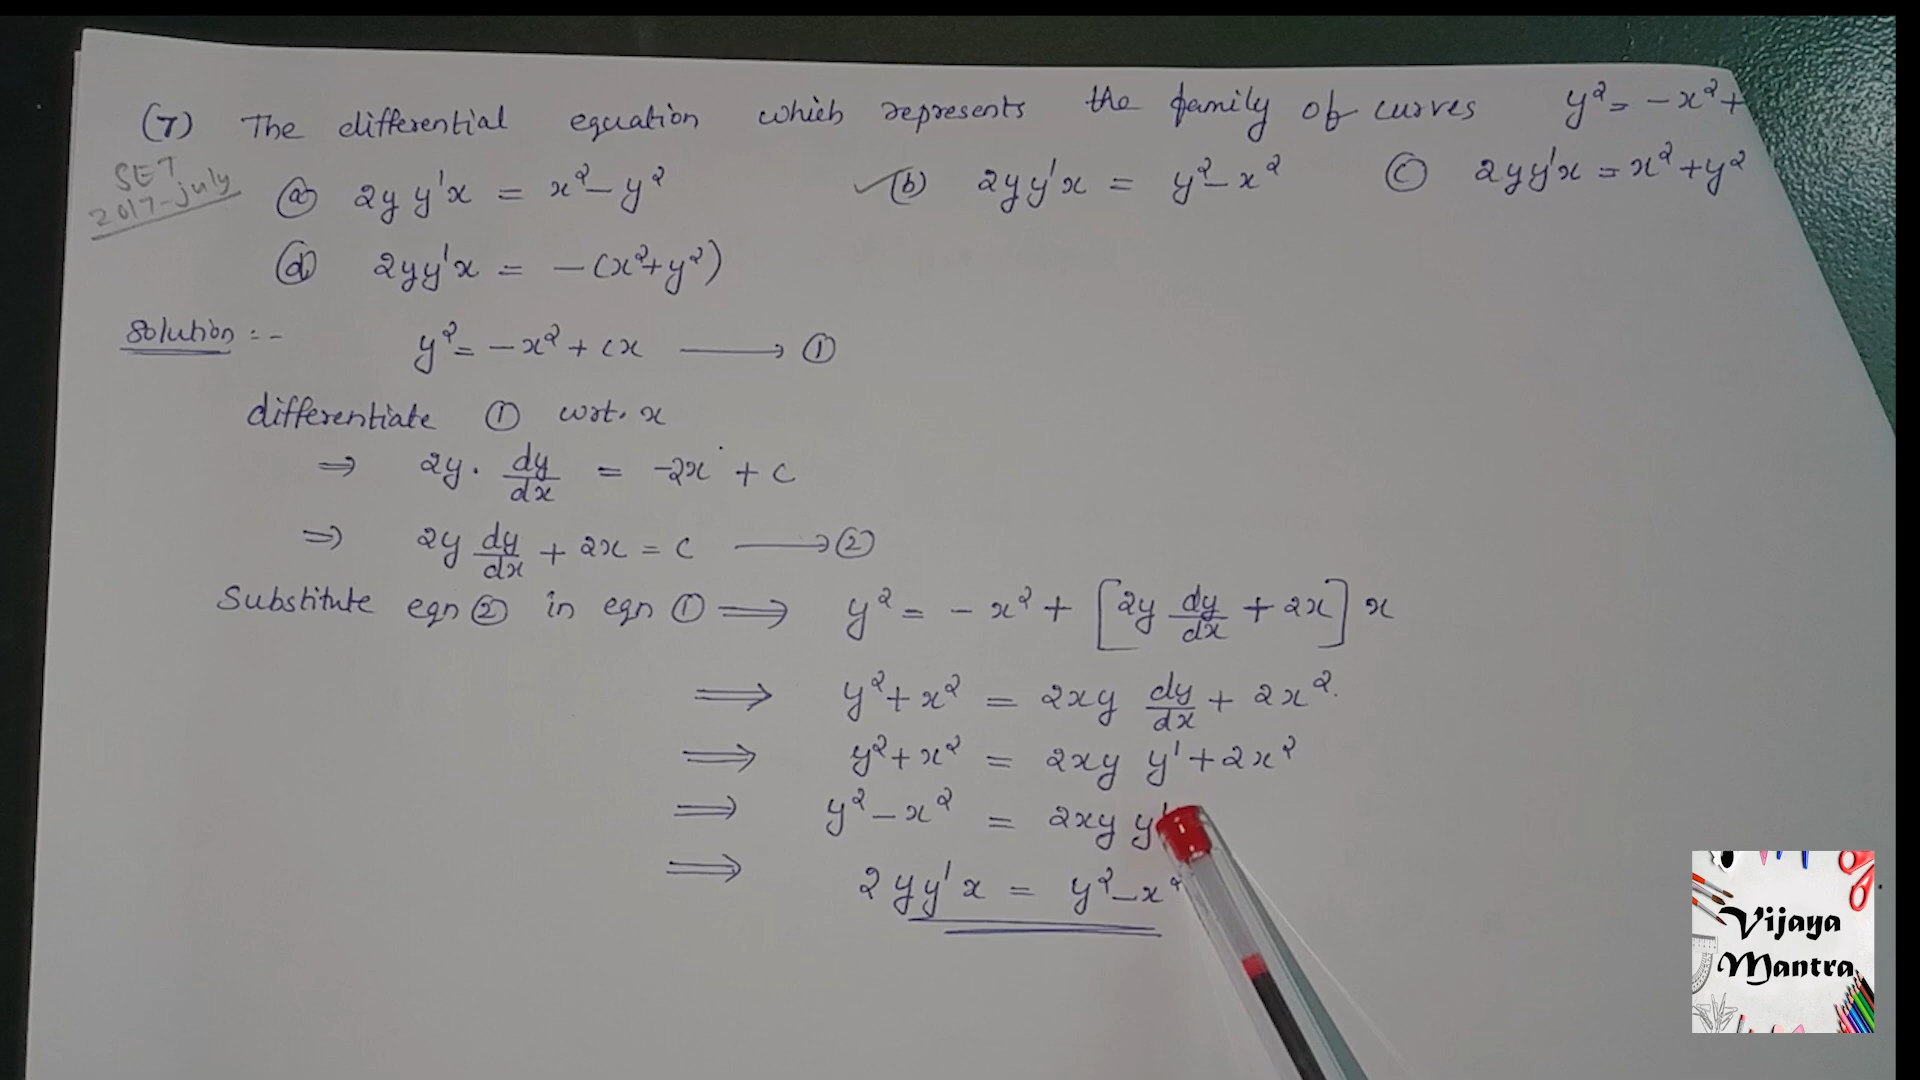 (7) The differential equation which represents the family of curves y² = -x² +
SET
2017-July
ⓐ 2yy'x = x² - y² ✓(b) 2yy'x = y² - x² ⓒ 2yy'x = x² + y²
ⓓ 2yy'x = -(x²+y²)
Solution :- y² = -x² + cx ⟶ ①
differentiate ① wrt. x
⇒ 2y. dy/dx = -2x + c
⇒ 2y dy/dx + 2x = c ⟶ ②
Substitute eqn ② in eqn ① ⟹ y² = -x² + [2y dy/dx + 2x] x
⟹ y² + x² = 2xy dy/dx + 2x².
⟹ y² + x² = 2xy y' + 2x²
⟹ y² - x² = 2xy y'
⟹ 2yy'x = y² - x²
Vijaya
Mantra